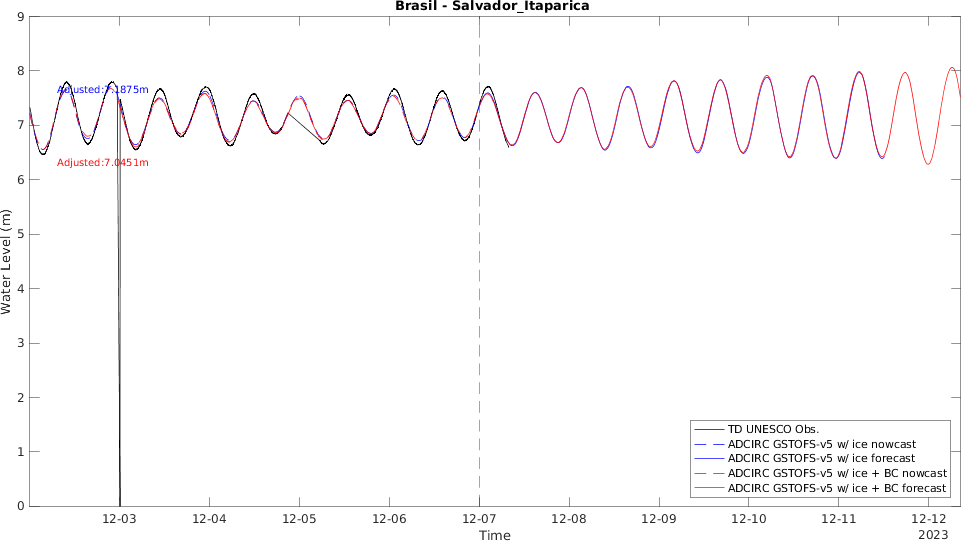 Brasil - Salvador_Itaparica
9
8
7
6
5
4
3
2
1
0
Water Level (m)
Adjusted:7.1875m
Adjusted:7.0451m
TD UNESCO Obs.
ADCIRC GSTOFS-v5 w/ ice nowcast
ADCIRC GSTOFS-v5 w/ ice forecast
ADCIRC GSTOFS-v5 w/ ice + BC nowcast
ADCIRC GSTOFS-v5 w/ ice + BC forecast
12-03 12-04 12-05 12-06 12-07 12-08 12-09 12-10 12-11 12-12
Time
2023